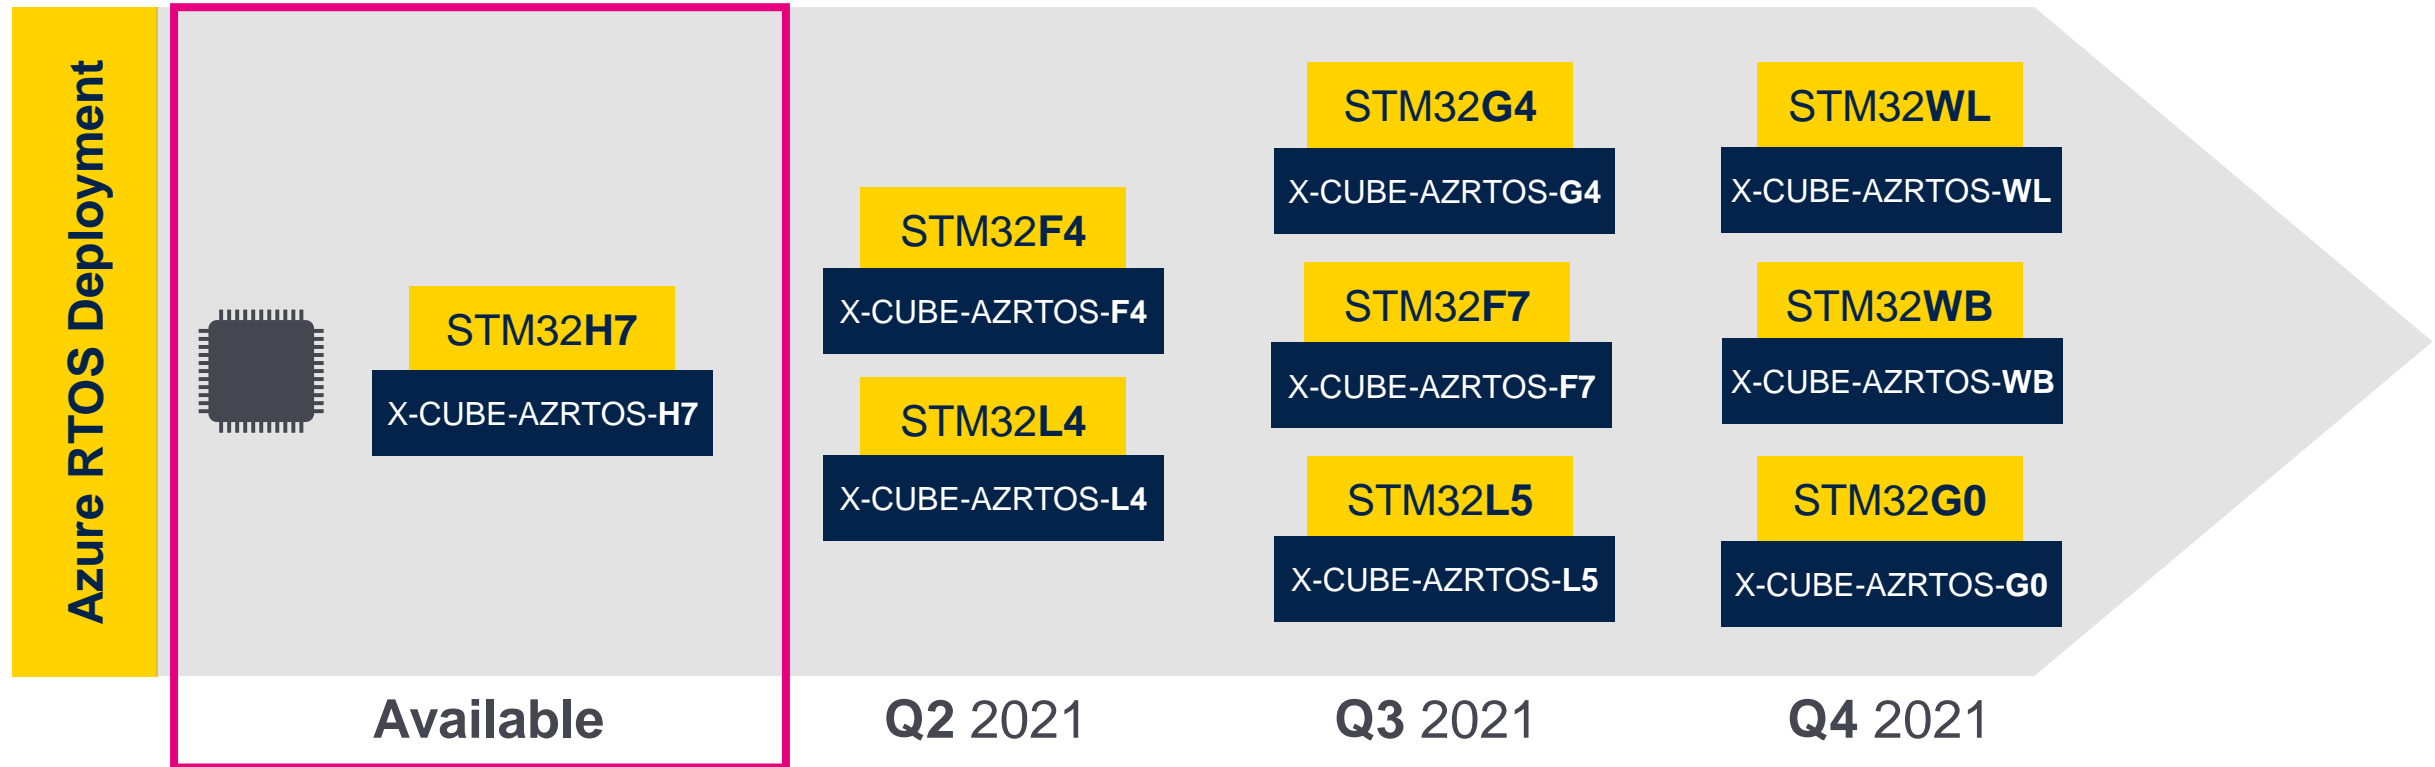 Azure RTOS Deployment
STM32H7
X-CUBE-AZRTOS-H7
Available
STM32F4
X-CUBE-AZRTOS-F4
STM32L4
X-CUBE-AZRTOS-L4
Q2 2021
STM32G4
X-CUBE-AZRTOS-G4
STM32F7
X-CUBE-AZRTOS-F7
STM32L5
X-CUBE-AZRTOS-L5
Q3 2021
STM32WL
X-CUBE-AZRTOS-WL
STM32WB
X-CUBE-AZRTOS-WB
STM32G0
X-CUBE-AZRTOS-G0
Q4 2021